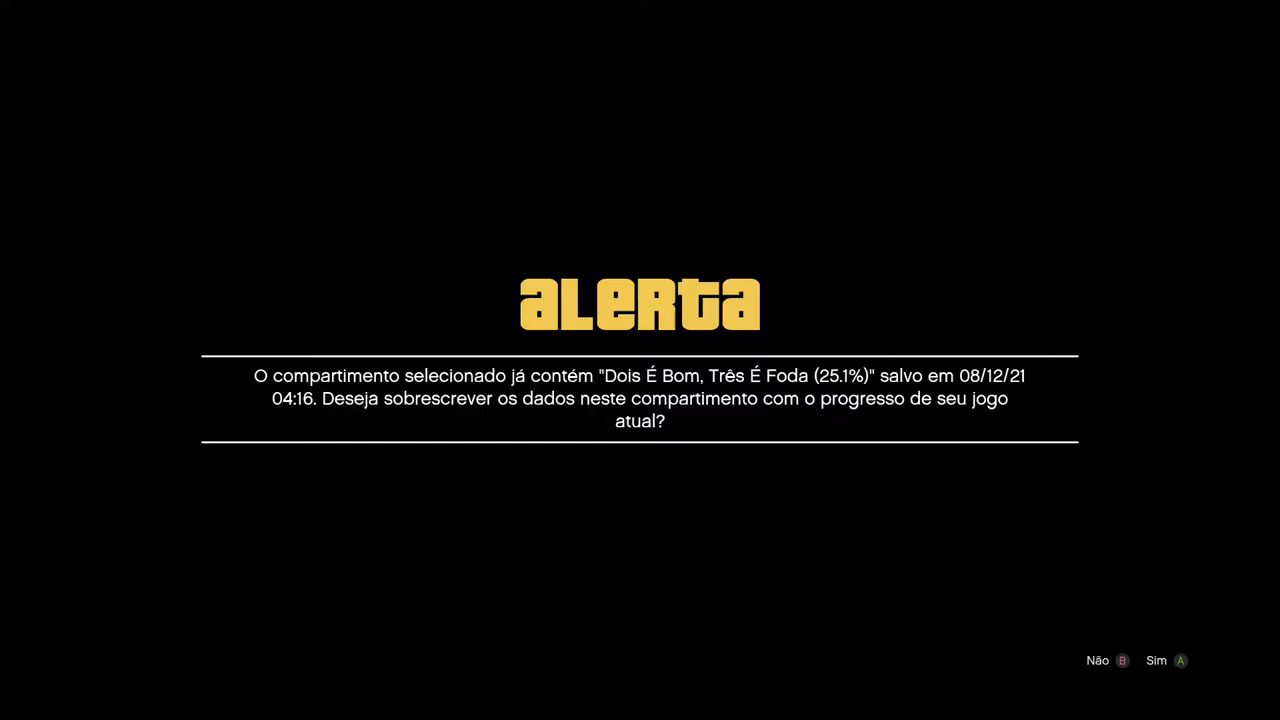 ALERTA
O compartimento selecionado já contém "Dois É Bom, Três É Foda (25.1%)" salvo em 08/12/21
04:16. Deseja sobrescrever os dados neste compartimento com o progresso de seu jogo
atual?
Não B Sim A